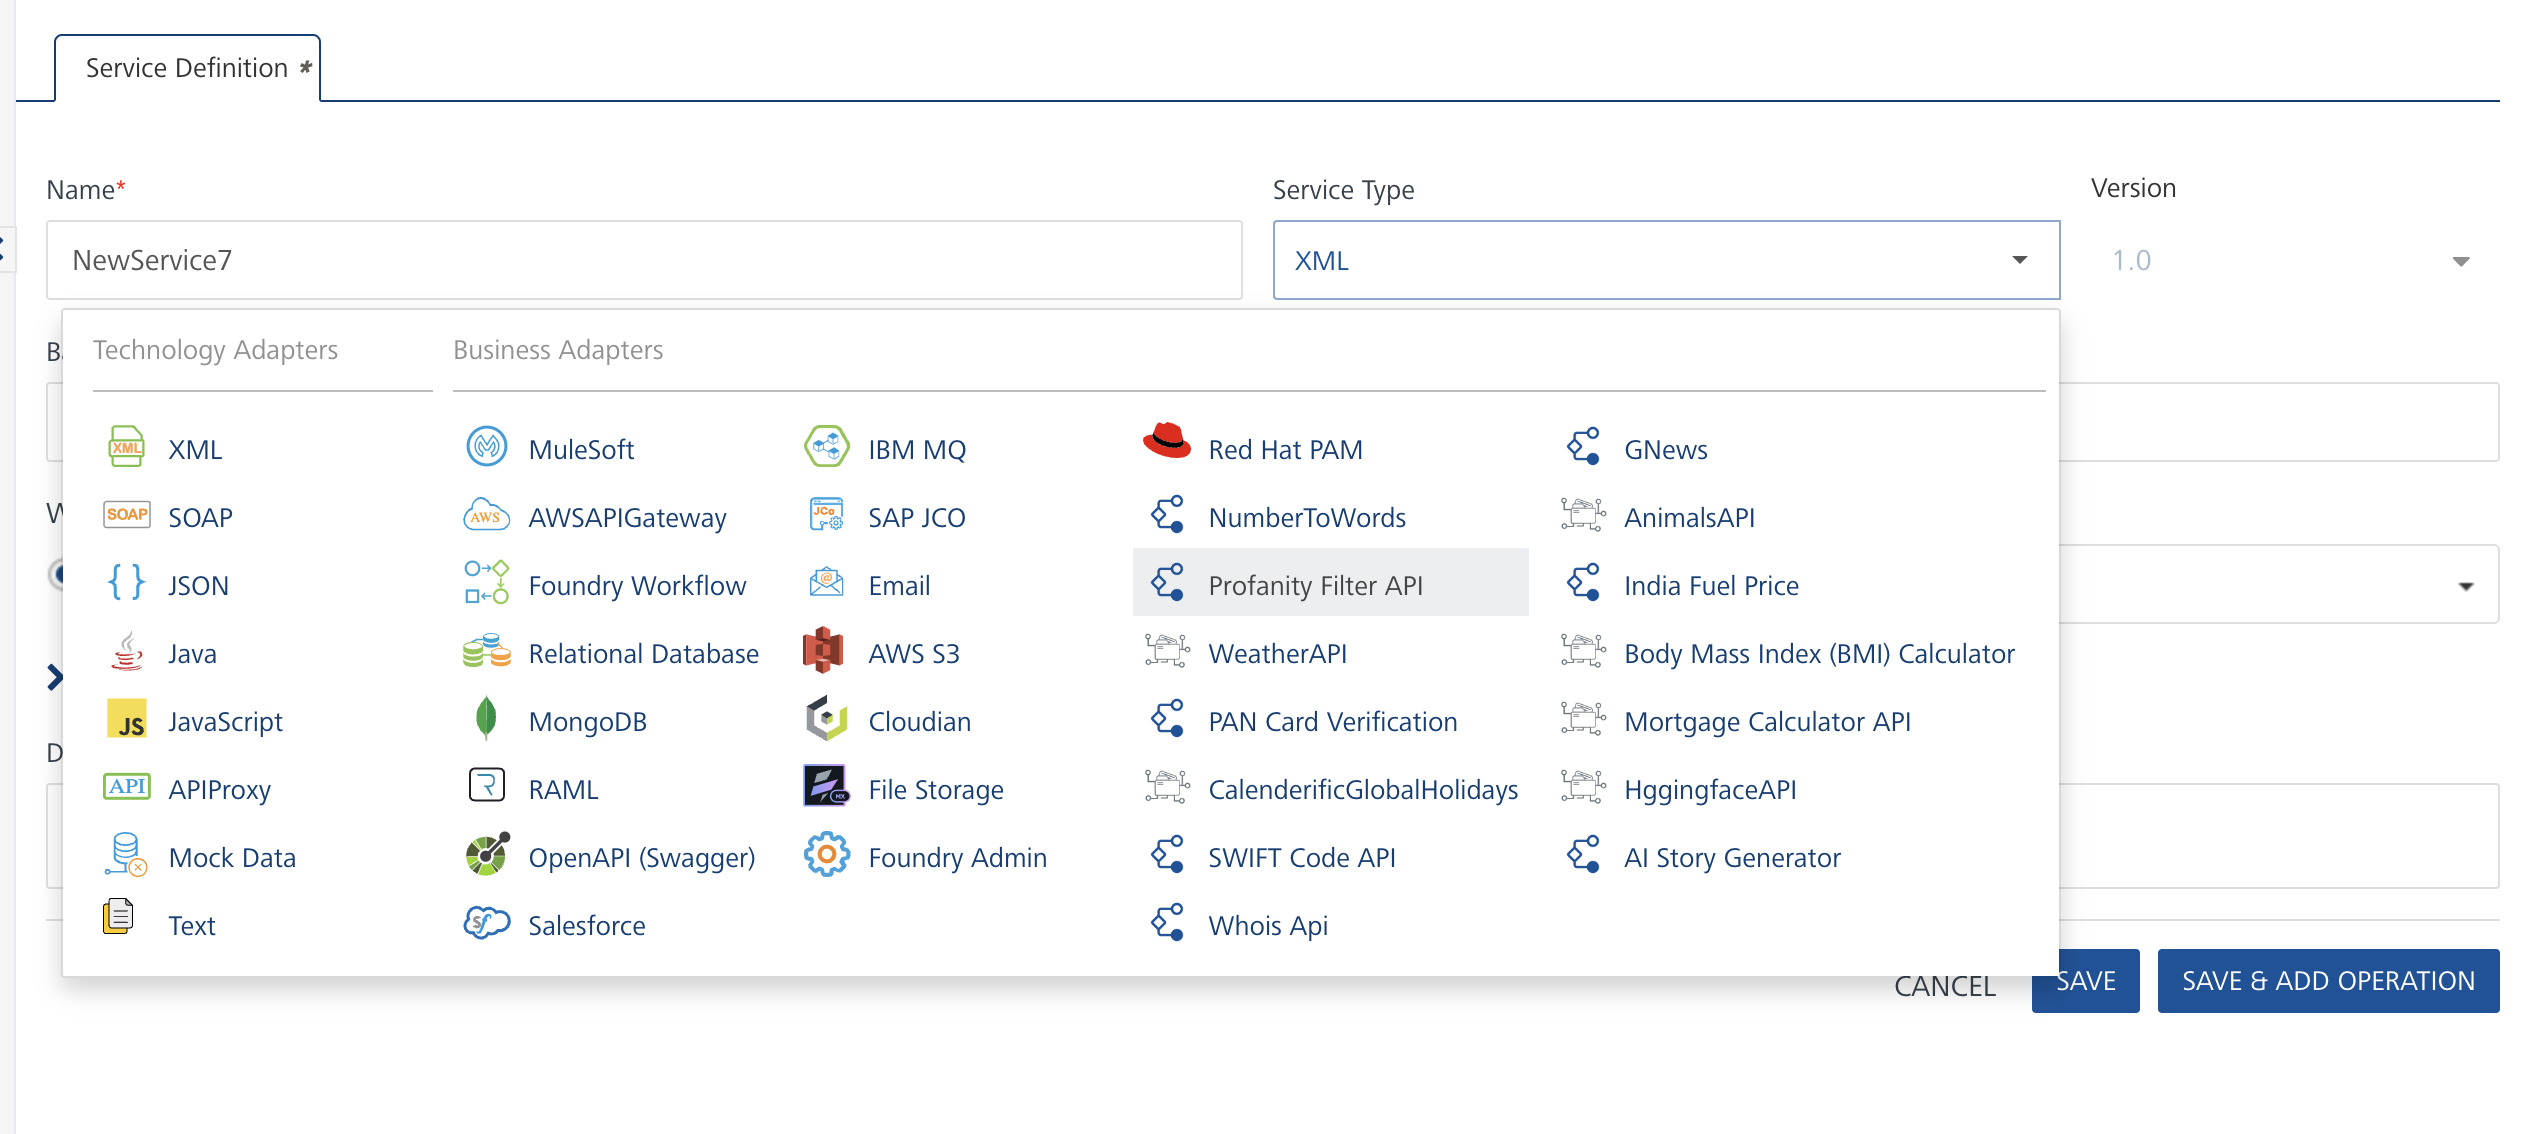 Service Definition *
Name*
Service Type
Version
NewService7
XML
1.0
Technology Adapters
Business Adapters
XML
SOAP
JSON
Java
JavaScript
APIProxy
Mock Data
Text
MuleSoft
AWSAPIGateway
Foundry Workflow
Relational Database
MongoDB
RAML
OpenAPI (Swagger)
Salesforce
IBM MQ
SAP JCO
Email
AWS S3
Cloudian
File Storage
Foundry Admin
Red Hat PAM
NumberToWords
Profanity Filter API
WeatherAPI
PAN Card Verification
CalenderificGlobalHolidays
SWIFT Code API
Whois Api
GNews
AnimalsAPI
India Fuel Price
Body Mass Index (BMI) Calculator
Mortgage Calculator API
HggingfaceAPI
AI Story Generator
CANCEL
SAVE
SAVE & ADD OPERATION